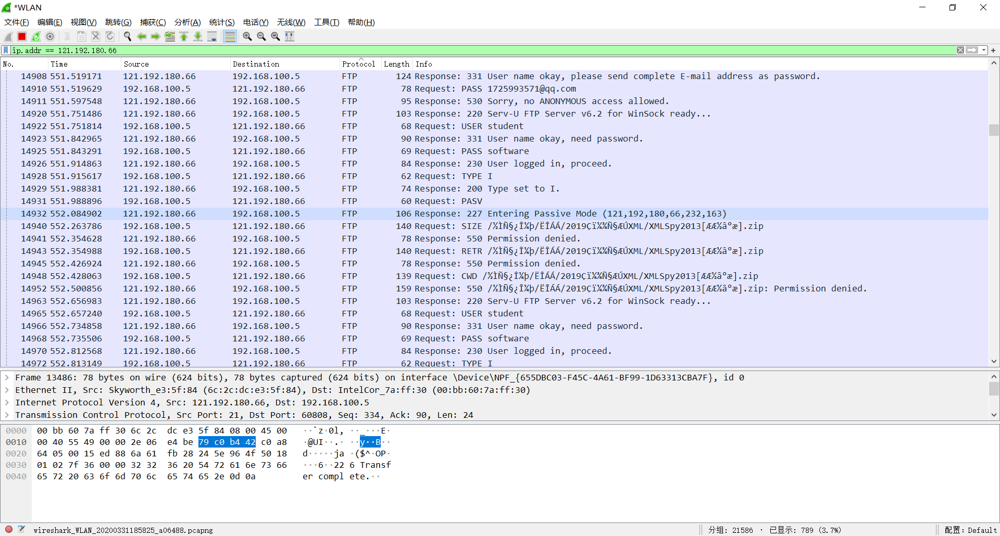 *WLAN
文件(F) 编辑(E) 视图(V) 跳转(G) 捕获(C) 分析(A) 统计(S) 电话(Y) 无线(W) 工具(T) 帮助(H)
ip.addr == 121.192.180.66
No. Time Source Destination Protocol Length Info
14908 551.519171 121.192.180.66 192.168.100.5 FTP 124 Response: 331 User name okay, please send complete E-mail address as password.
14910 551.519629 192.168.100.5 121.192.180.66 FTP 78 Request: PASS 1725993571@qq.com
14911 551.597548 121.192.180.66 192.168.100.5 FTP 95 Response: 530 Sorry, no ANONYMOUS access allowed.
14920 551.751486 121.192.180.66 192.168.100.5 FTP 103 Response: 220 Serv-U FTP Server v6.2 for WinSock ready...
14922 551.751814 192.168.100.5 121.192.180.66 FTP 68 Request: USER student
14923 551.842965 121.192.180.66 192.168.100.5 FTP 90 Response: 331 User name okay, need password.
14925 551.843291 192.168.100.5 121.192.180.66 FTP 69 Request: PASS software
14926 551.914863 121.192.180.66 192.168.100.5 FTP 84 Response: 230 User logged in, proceed.
14928 551.915617 192.168.100.5 121.192.180.66 FTP 62 Request: TYPE I
14929 551.988381 121.192.180.66 192.168.100.5 FTP 74 Response: 200 Type set to I.
14931 551.988896 192.168.100.5 121.192.180.66 FTP 60 Request: PASV
14932 552.084902 121.192.180.66 192.168.100.5 FTP 106 Response: 227 Entering Passive Mode (121,192,180,66,232,163)
14940 552.263786 192.168.100.5 121.192.180.66 FTP 140 Request: SIZE /½ÌÑ§¿Î¼þ/ËÎÁÁ/2019Çï¼¾Ñ§ÆÚXML/XMLSpy2013[ÆÆ½âºæ].zip
14941 552.354628 121.192.180.66 192.168.100.5 FTP 78 Response: 550 Permission denied.
14943 552.354988 192.168.100.5 121.192.180.66 FTP 140 Request: RETR /½ÌÑ§¿Î¼þ/ËÎÁÁ/2019Çï¼¾Ñ§ÆÚXML/XMLSpy2013[ÆÆ½âºæ].zip
14945 552.426924 121.192.180.66 192.168.100.5 FTP 78 Response: 550 Permission denied.
14948 552.428063 192.168.100.5 121.192.180.66 FTP 139 Request: CWD /½ÌÑ§¿Î¼þ/ËÎÁÁ/2019Çï¼¾Ñ§ÆÚXML/XMLSpy2013[ÆÆ½âºæ].zip
14952 552.500856 121.192.180.66 192.168.100.5 FTP 159 Response: 550 /½ÌÑ§¿Î¼þ/ËÎÁÁ/2019Çï¼¾Ñ§ÆÚXML/XMLSpy2013[ÆÆ½âºæ].zip: Permission denied.
14963 552.656983 121.192.180.66 192.168.100.5 FTP 103 Response: 220 Serv-U FTP Server v6.2 for WinSock ready...
14965 552.657240 192.168.100.5 121.192.180.66 FTP 68 Request: USER student
14966 552.734858 121.192.180.66 192.168.100.5 FTP 90 Response: 331 User name okay, need password.
14968 552.735506 192.168.100.5 121.192.180.66 FTP 69 Request: PASS software
14970 552.812568 121.192.180.66 192.168.100.5 FTP 84 Response: 230 User logged in, proceed.
14972 552.813149 192.168.100.5 121.192.180.66 FTP 62 Request: TYPE I
Frame 13486: 78 bytes on wire (624 bits), 78 bytes captured (624 bits) on interface \Device\NPF_{655DBC03-F45C-4A61-BF99-1D63313CBA7F}, id 0
Ethernet II, Src: Skyworth_e3:5f:84 (6c:2c:dc:e3:5f:84), Dst: IntelCor_7a:ff:30 (00:bb:60:7a:ff:30)
Internet Protocol Version 4, Src: 121.192.180.66, Dst: 192.168.100.5
Transmission Control Protocol, Src Port: 21, Dst Port: 60808, Seq: 334, Ack: 90, Len: 24
0000 00 bb 60 7a ff 30 6c 2c dc e3 5f 84 08 00 45 00 ··`z·0l, ··_···E·
0010 00 40 55 49 00 00 2e 06 e4 be 79 c0 b4 42 c0 a8 ·@UI··.· ··y··B··
0020 64 05 00 15 ed 88 6a 61 fb 28 24 5e 96 4f 50 18 d·····ja ·($^·OP·
0030 01 02 7f 36 00 00 32 32 36 20 54 72 61 6e 73 66 ···6··22 6 Transf
0040 65 72 20 63 6f 6d 70 6c 65 74 65 2e 0d 0a er compl ete.··
wireshark_WLAN_20200331185825_a06488.pcapng 分组: 21586 · 已显示: 789 (3.7%) 配置: Default